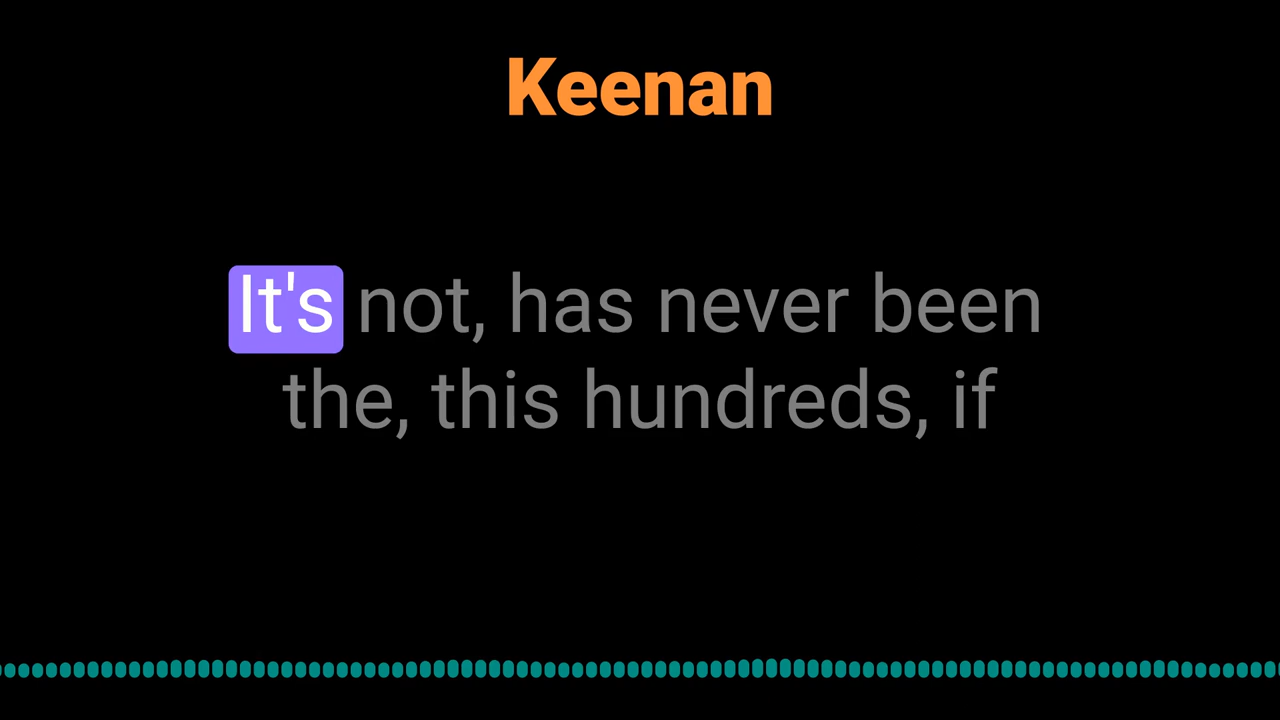 Keenan
It's not, has never been
the, this hundreds, if